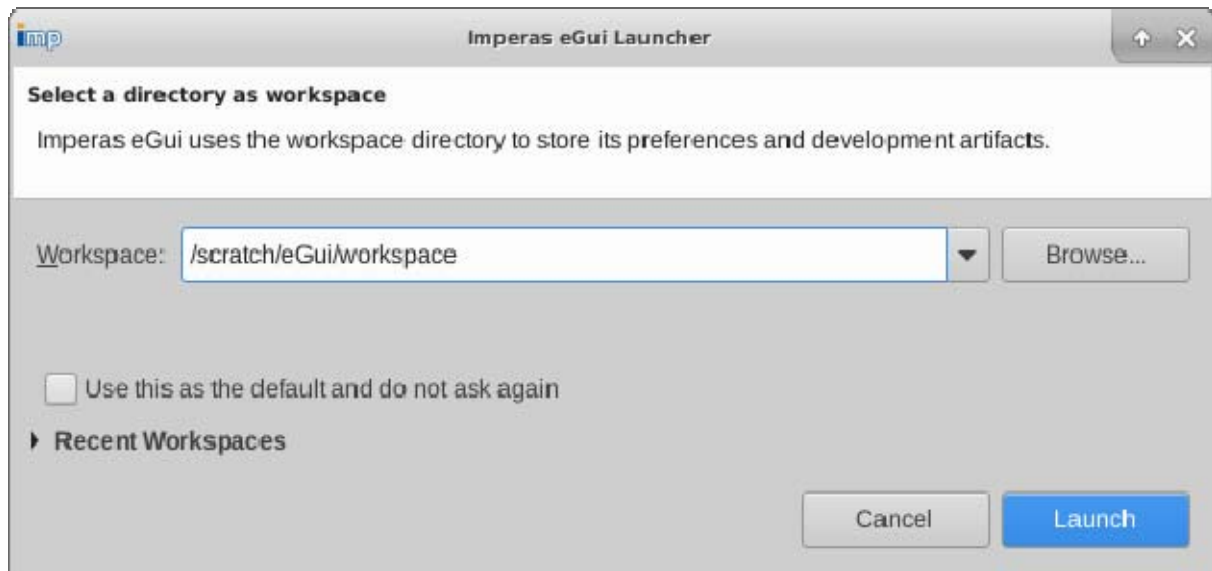 imp
Imperas eGui Launcher
Select a directory as workspace
Imperas eGui uses the workspace directory to store its preferences and development artifacts.
Workspace: /scratch/eGui/workspace Browse...
Use this as the default and do not ask again
Recent Workspaces
Cancel Launch